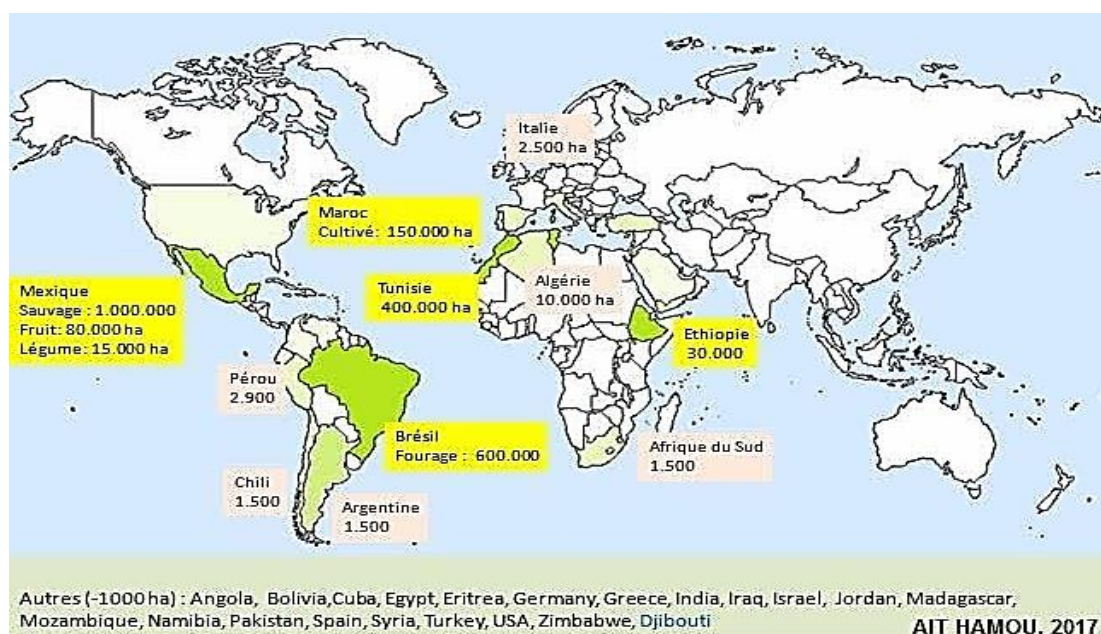 Italie
2.500 ha
Maroc
Cultivé: 150.000 ha
Mexique
Sauvage : 1.000.000
Fruit: 80.000 ha
Légume: 15.000 ha
Tunisie
400.000 ha
Algérie
10.000 ha
Ethiopie
30.000
Pérou
2.900
Brésil
Fourage : 600.000
Afrique du Sud
1.500
Chili
1.500
Argentine
1.500
Autres (-1000 ha) : Angola, Bolivia,Cuba, Egypt, Eritrea, Germany, Greece, India, Iraq, Israel, Jordan, Madagascar,
Mozambique, Namibia, Pakistan, Spain, Syria, Turkey, USA, Zimbabwe, Djibouti
AIT HAMOU, 2017